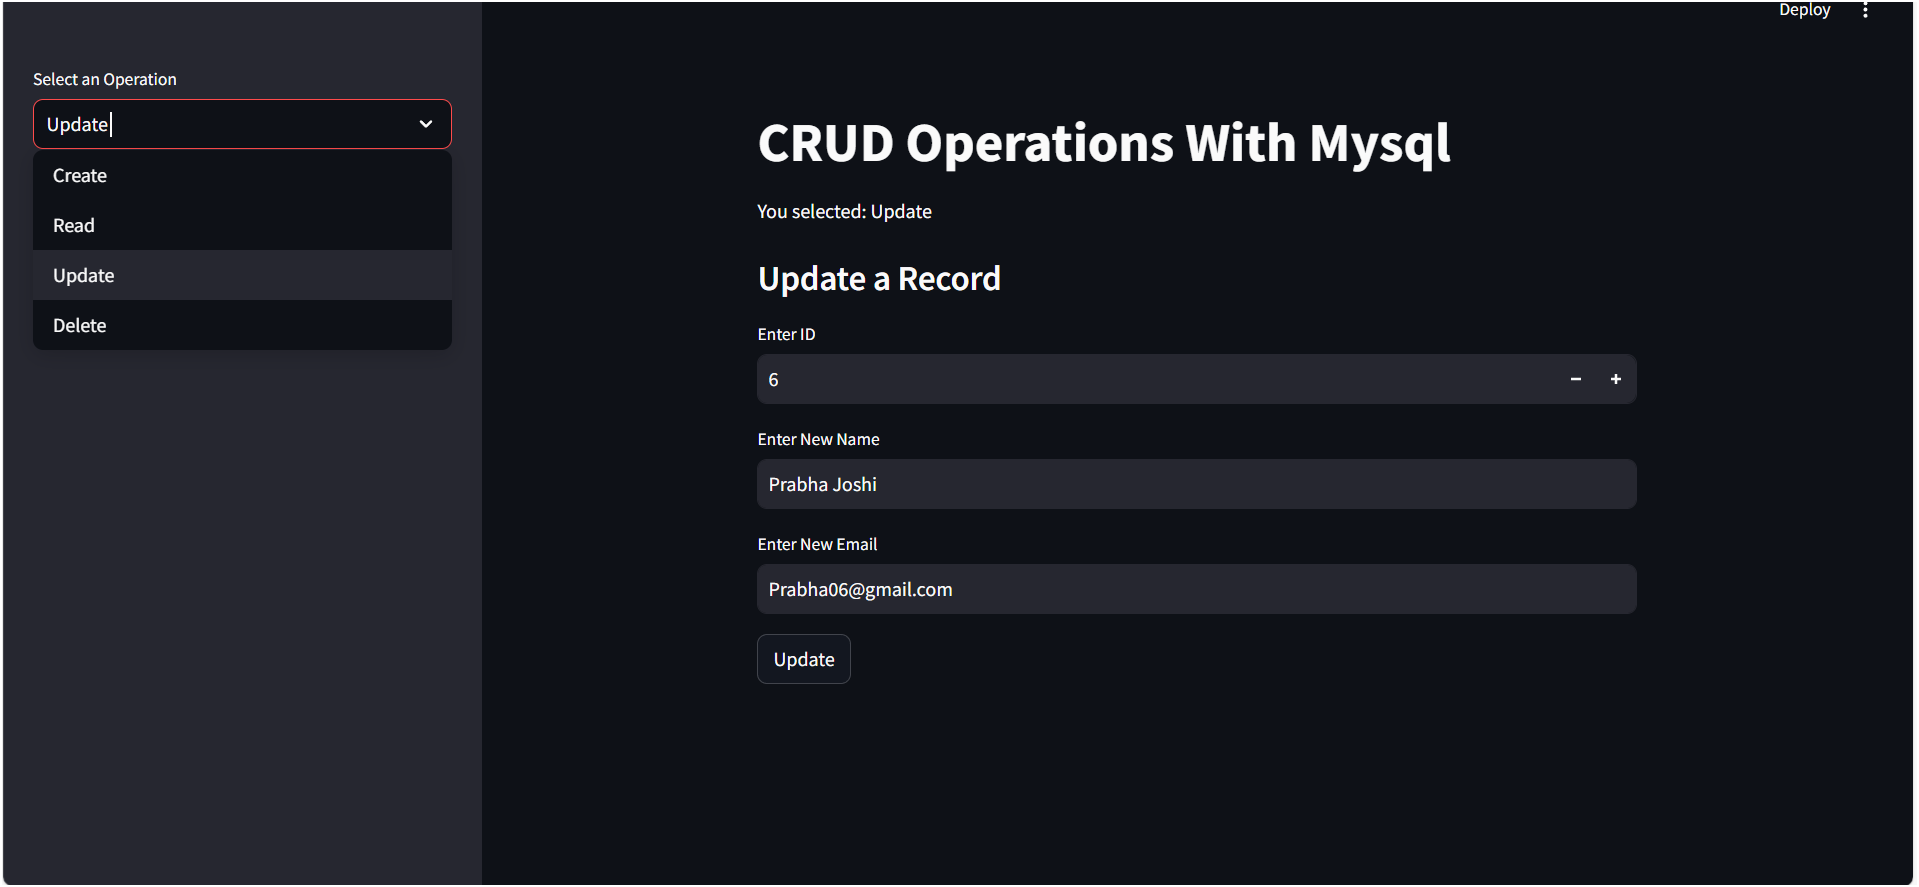 Deploy
Select an Operation
Update
Create
Read
Update
Delete
CRUD Operations With Mysql
You selected: Update
Update a Record
Enter ID
6
Enter New Name
Prabha Joshi
Enter New Email
Prabha06@gmail.com
Update